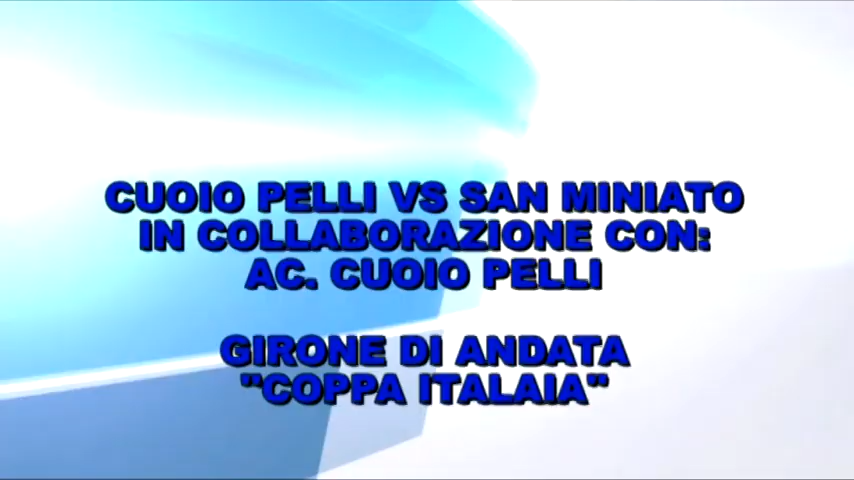 CUOIO PELLI VS SAN MINIATO
IN COLLABORAZIONE CON:
AC. CUOIO PELLI
GIRONE DI ANDATA
"COPPA ITALAIA"